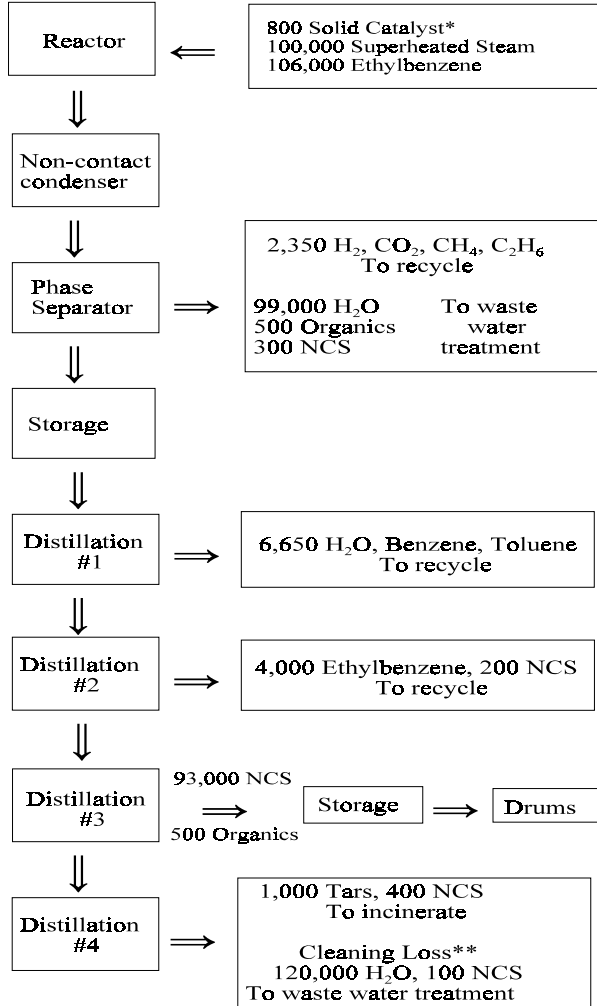 Reactor
800 Solid Catalyst*
100,000 Superheated Steam
106,000 Ethylbenzene
Non-contact
condenser
2,350 H₂, CO₂, CH₄, C₂H₆
To recycle
Phase
Separator
99,000 H₂O To waste
500 Organics water
300 NCS treatment
Storage
Distillation
#1
6,650 H₂O, Benzene, Toluene
To recycle
Distillation
#2
4,000 Ethylbenzene, 200 NCS
To recycle
Distillation
#3
93,000 NCS
500 Organics
Storage
Drums
Distillation
#4
1,000 Tars, 400 NCS
To incinerate
Cleaning Loss**
120,000 H₂O, 100 NCS
To waste water treatment